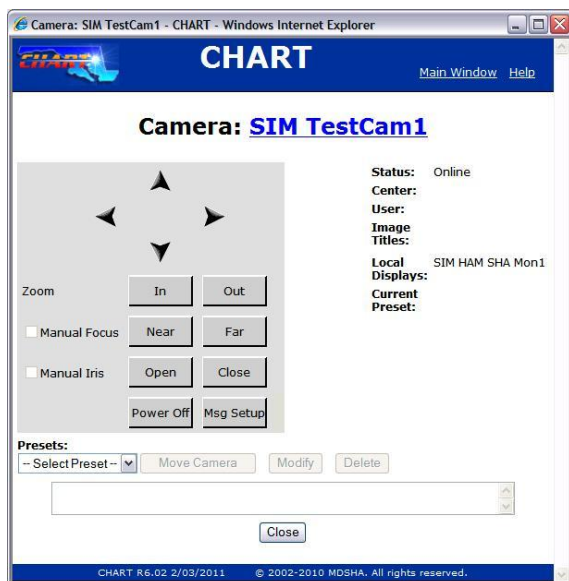 Camera: SIM TestCam1 - CHART - Windows Internet Explorer
CHART
CHART
Main Window Help
Camera: SIM TestCam1
Status: Online
Center:
User:
Image Titles:
Local Displays: SIM HAM SHA Mon1
Current Preset:
Zoom In Out
Manual Focus Near Far
Manual Iris Open Close
Power Off Msg Setup
Presets:
-- Select Preset -- Move Camera Modify Delete
Close
CHART R6.02 2/03/2011 © 2002-2010 MDSHA. All rights reserved.